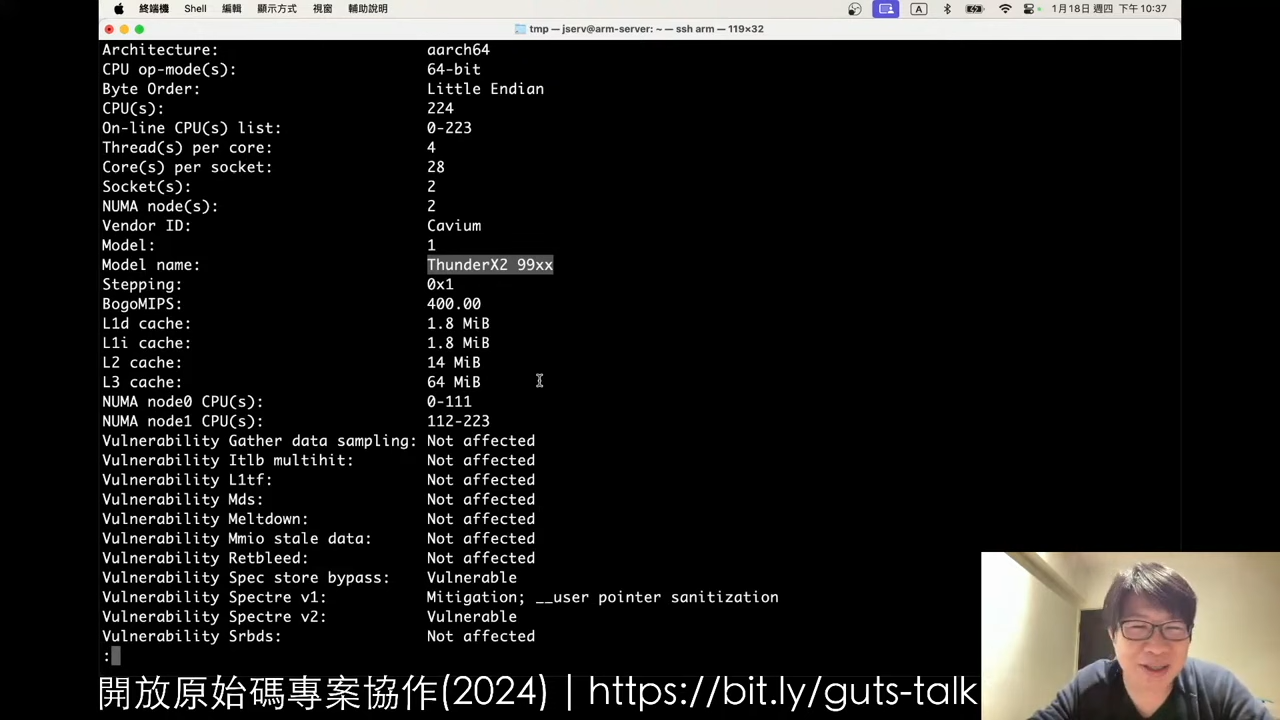 終端機 Shell 編輯 顯示方式 視窗 輔助說明 A 1月18日 週四 下午10:37
tmp — jserv@arm-server: ~ — ssh arm — 119×32
Architecture: aarch64
CPU op-mode(s): 64-bit
Byte Order: Little Endian
CPU(s): 224
On-line CPU(s) list: 0-223
Thread(s) per core: 4
Core(s) per socket: 28
Socket(s): 2
NUMA node(s): 2
Vendor ID: Cavium
Model: 1
Model name: ThunderX2 99xx
Stepping: 0x1
BogoMIPS: 400.00
L1d cache: 1.8 MiB
L1i cache: 1.8 MiB
L2 cache: 14 MiB
L3 cache: 64 MiB
NUMA node0 CPU(s): 0-111
NUMA node1 CPU(s): 112-223
Vulnerability Gather data sampling: Not affected
Vulnerability Itlb multihit: Not affected
Vulnerability L1tf: Not affected
Vulnerability Mds: Not affected
Vulnerability Meltdown: Not affected
Vulnerability Mmio stale data: Not affected
Vulnerability Retbleed: Not affected
Vulnerability Spec store bypass: Vulnerable
Vulnerability Spectre v1: Mitigation; __user pointer sanitization
Vulnerability Spectre v2: Vulnerable
Vulnerability Srbds: Not affected
:
開放原始碼專案協作(2024) | https://bit.ly/guts-talk